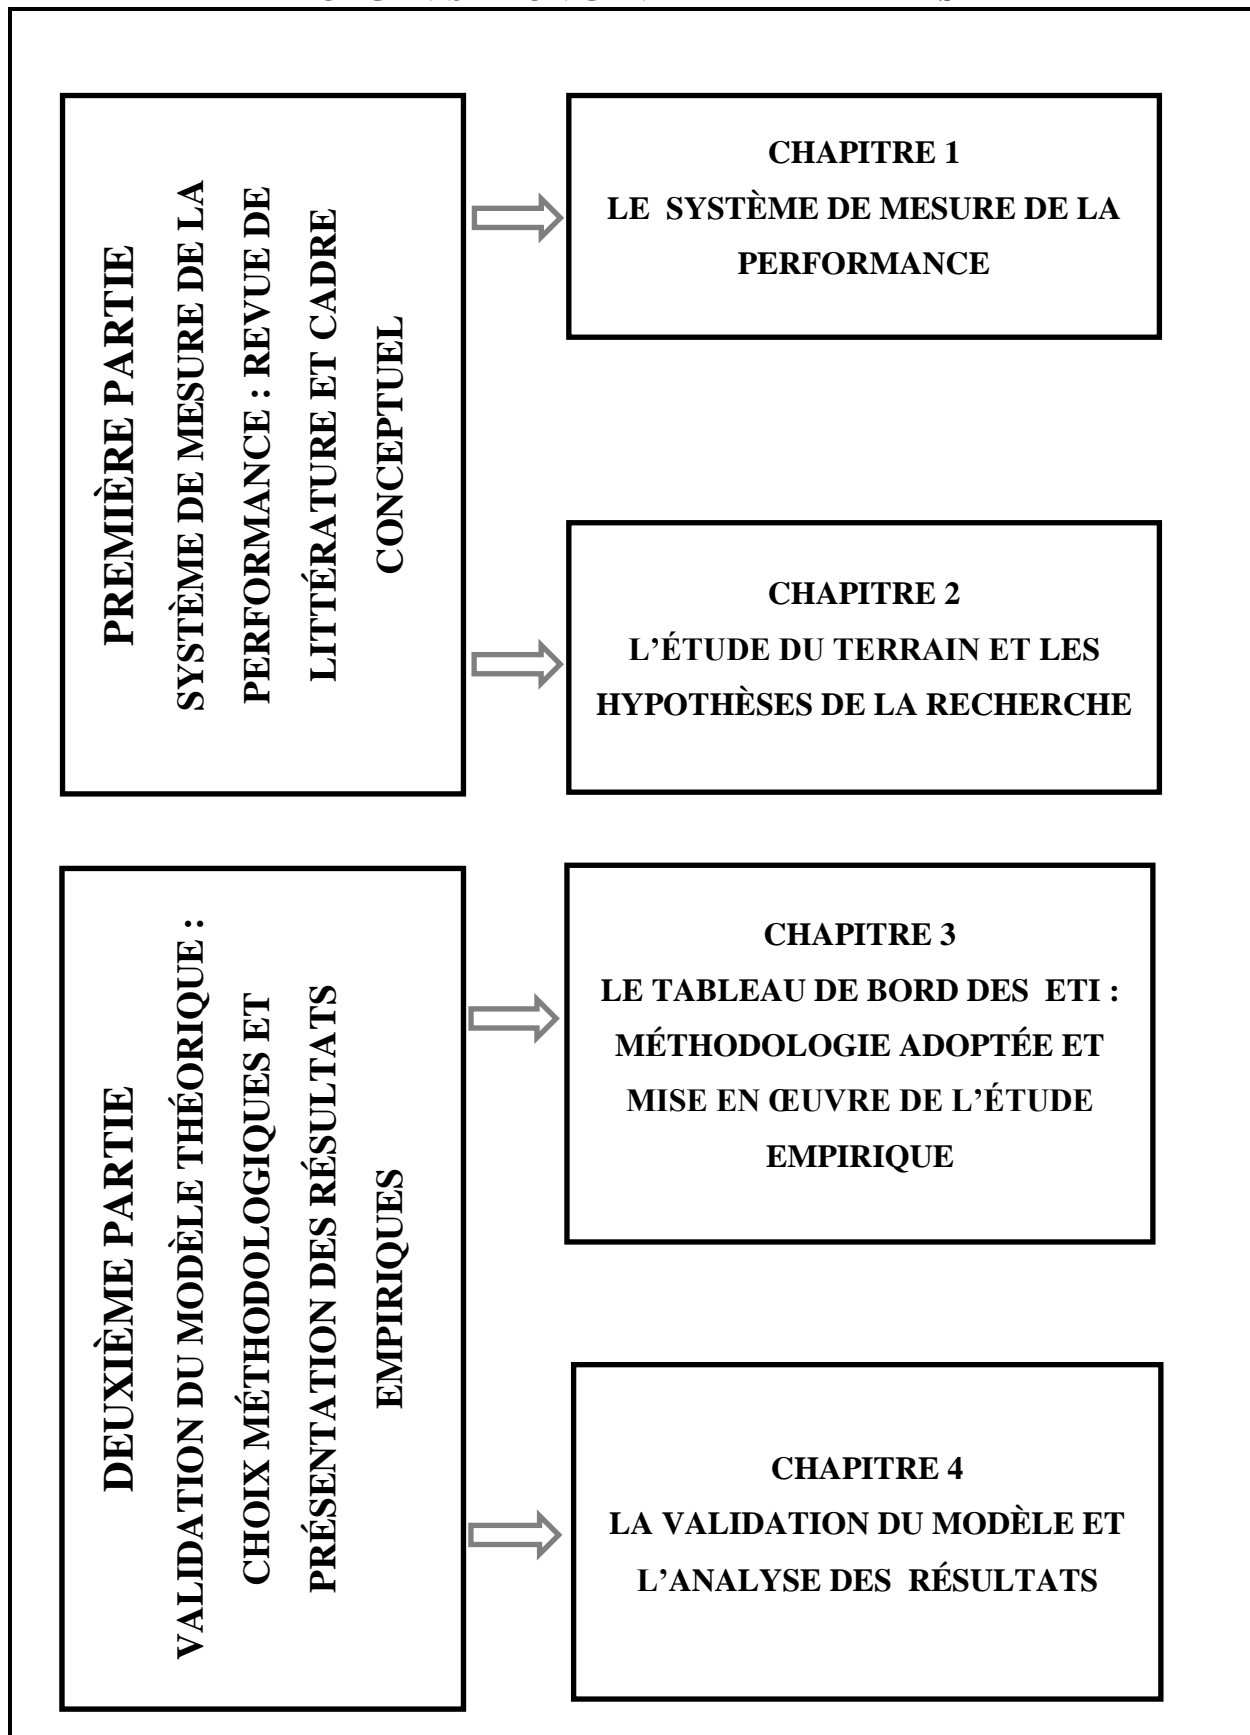 PREMIÈRE PARTIE
SYSTÈME DE MESURE DE LA
PERFORMANCE : REVUE DE
LITTÉRATURE ET CADRE
CONCEPTUEL
CHAPITRE 1
LE SYSTÈME DE MESURE DE LA
PERFORMANCE
CHAPITRE 2
L’ÉTUDE DU TERRAIN ET LES
HYPOTHÈSES DE LA RECHERCHE
DEUXIÈME PARTIE
VALIDATION DU MODÈLE THÉORIQUE :
CHOIX MÉTHODOLOGIQUES ET
PRÉSENTATION DES RÉSULTATS
EMPIRIQUES
CHAPITRE 3
LE TABLEAU DE BORD DES ETI :
MÉTHODOLOGIE ADOPTÉE ET
MISE EN ŒUVRE DE L’ÉTUDE
EMPIRIQUE
CHAPITRE 4
LA VALIDATION DU MODÈLE ET
L’ANALYSE DES RÉSULTATS